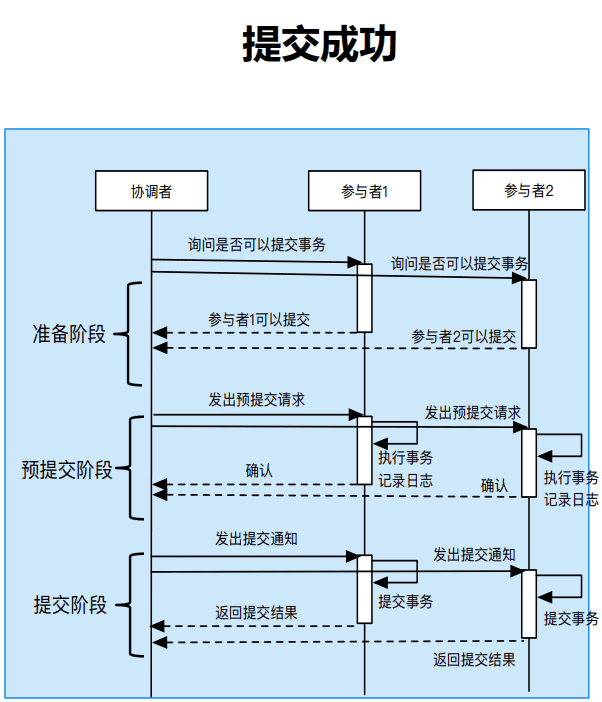 提交成功
协调者
参与者1
参与者2
询问是否可以提交事务
询问是否可以提交事务
准备阶段
参与者1可以提交
参与者2可以提交
发出预提交请求
发出预提交请求
预提交阶段
执行事务
记录日志
确认
确认
执行事务
记录日志
发出提交通知
发出提交通知
提交阶段
提交事务
返回提交结果
提交事务
返回提交结果